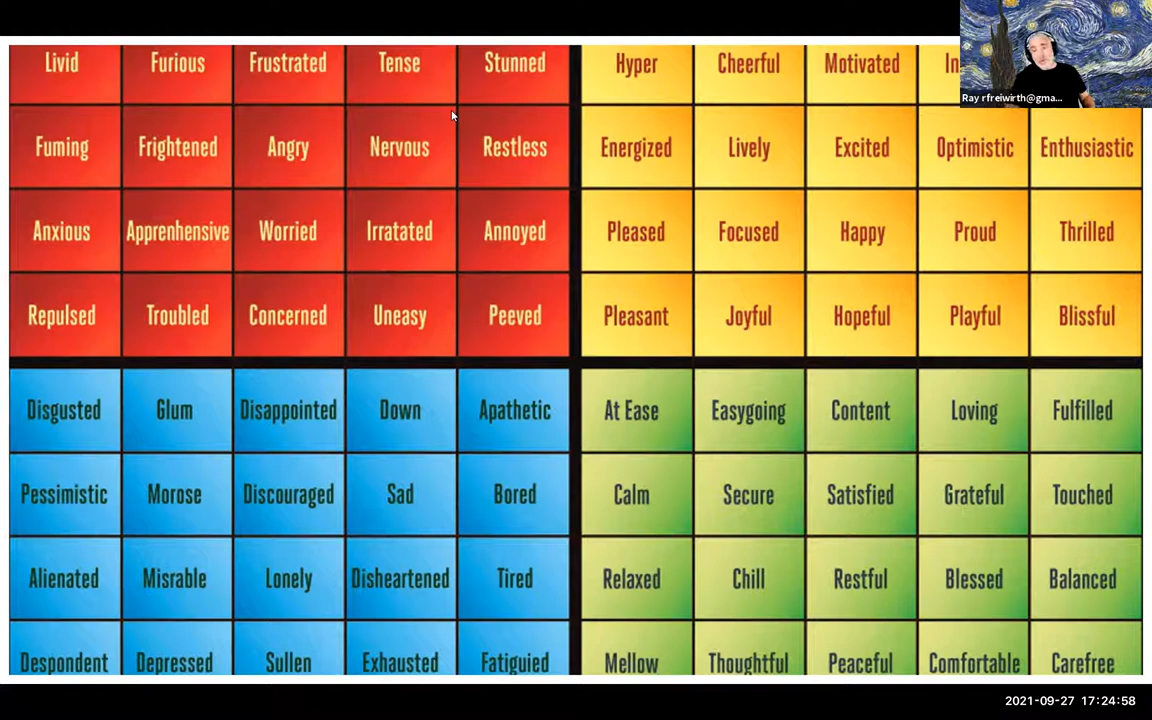 Livid Furious Frustrated Tense Stunned Hyper Cheerful Motivated
Ray rfreiwirth@gma...
Fuming Frightened Angry Nervous Restless Energized Lively Excited Optimistic Enthusiastic
Anxious Apprenhensive Worried Irratated Annoyed Pleased Focused Happy Proud Thrilled
Repulsed Troubled Concerned Uneasy Peeved Pleasant Joyful Hopeful Playful Blissful
Disgusted Glum Disappointed Down Apathetic At Ease Easygoing Content Loving Fulfilled
Pessimistic Morose Discouraged Sad Bored Calm Secure Satisfied Grateful Touched
Alienated Misrable Lonely Disheartened Tired Relaxed Chill Restful Blessed Balanced
Despondent Depressed Sullen Exhausted Fatiguied Mellow Thoughtful Peaceful Comfortable Carefree
2021-09-27 17:24:58